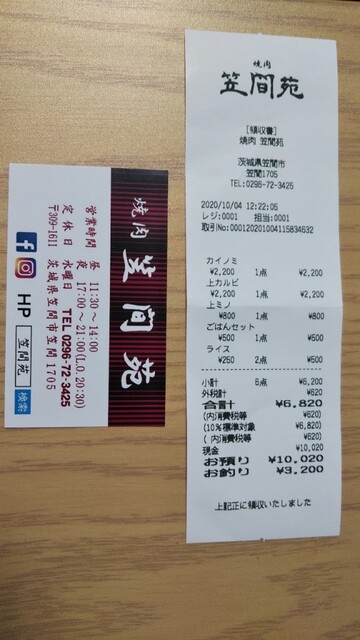 焼肉
笠間苑
[領収書]
焼肉 笠間苑
茨城県笠間市
笠間1705
TEL:0296-72-3425
2020/10/04 12:22:05
レジ:0001 担当:0001
取引No:00012020100411583​4632
カイノミ
¥2,200 1点 ¥2,200
上カルビ
¥2,200 1点 ¥2,200
上ミノ
¥800 1点 ¥800
ごはんセット
¥500 1点 ¥500
ライス
¥250 2点 ¥500
小計 6点 ¥6,200
外税計 ¥620
合計 ¥6,820
(内消費税等 ¥620)
(10%標準対象 ¥6,820)
(内消費税等 ¥620)
現金 ¥10,020
お預り ¥10,020
お釣り ¥3,200
上記正に領収いたしました
焼肉 笠間苑
営業時間 昼 11:30～14:00
夜 17:00～21:00(L.O.20:30)
定休日 水曜日 TEL 0296-72-3425
〒309-1611 茨城県笠間市笠間1705
HP 笠間苑 検索